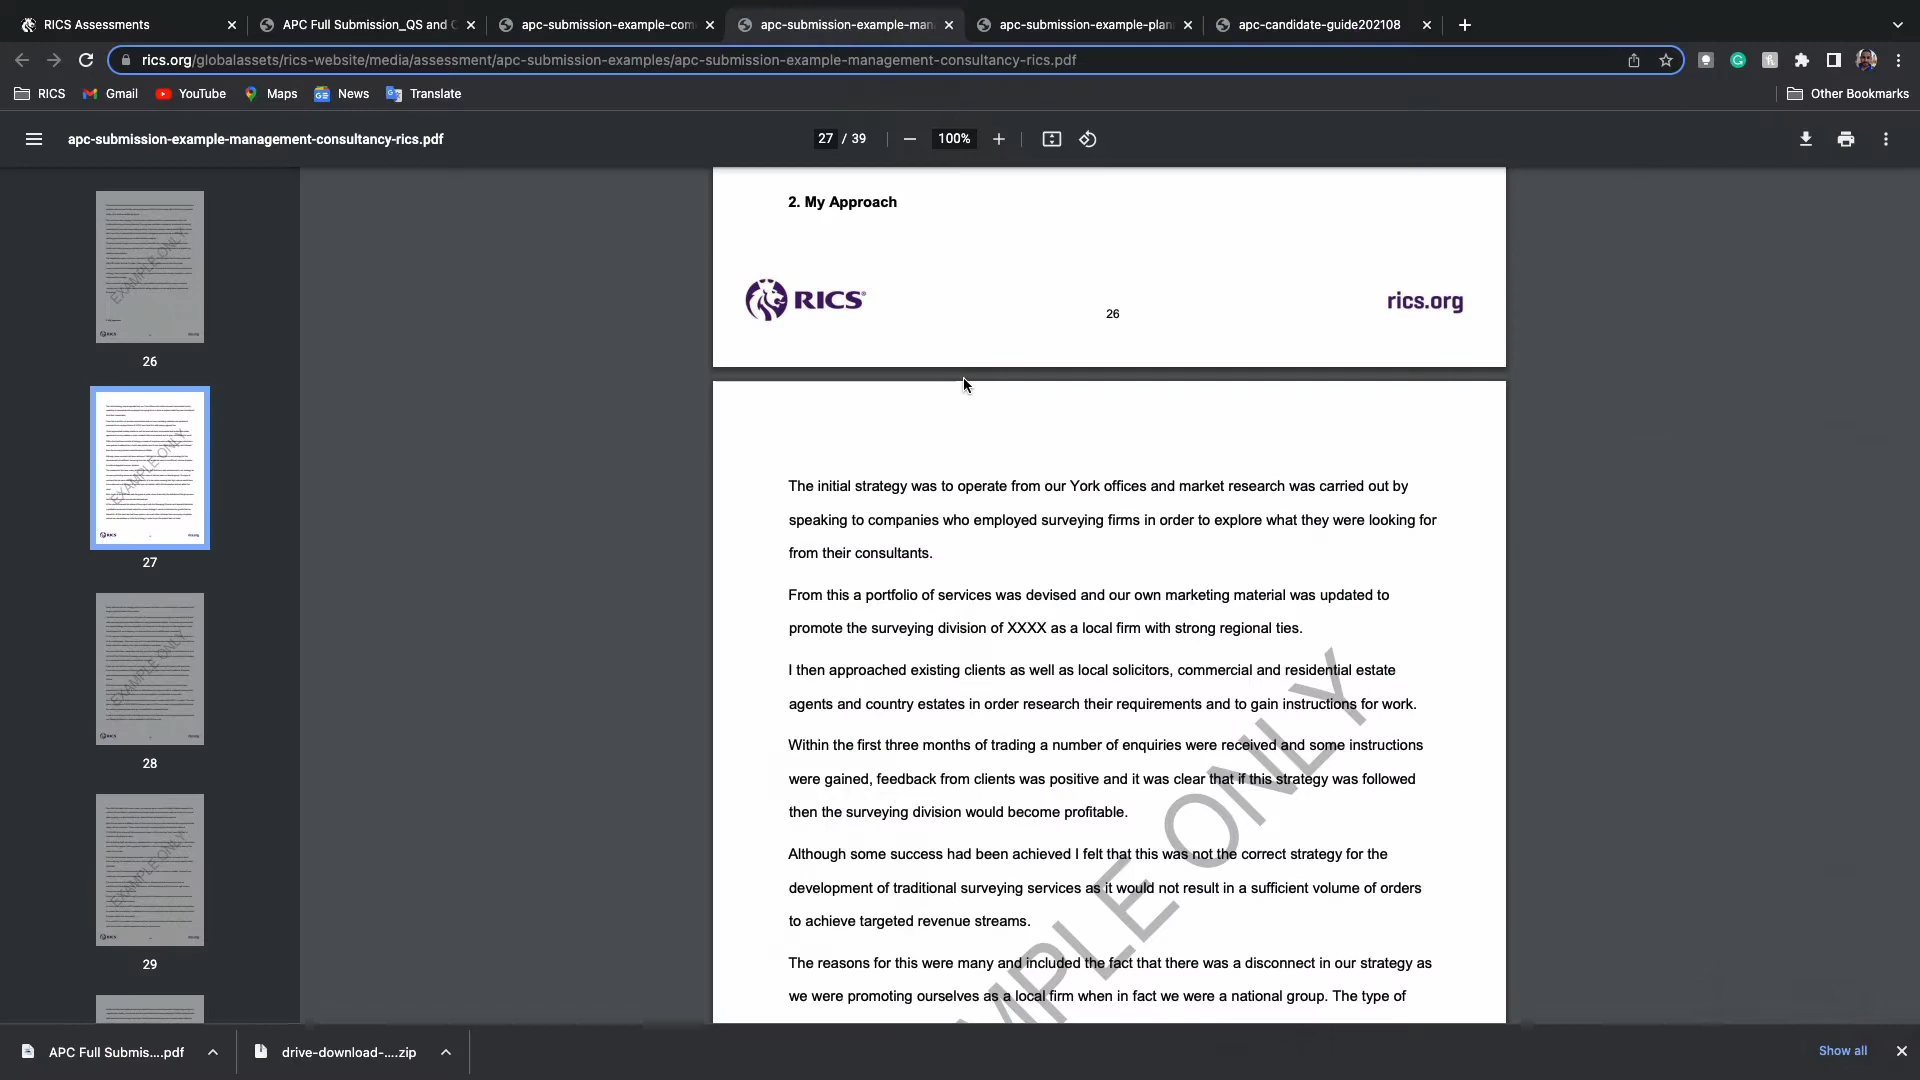 RICS Assessments
APC Full Submission_QS and C
apc-submission-example-com
apc-submission-example-man
apc-submission-example-plan
apc-candidate-guide202108
rics.org/globalassets/rics-website/media/assessment/apc-submission-examples/apc-submission-example-management-consultancy-rics.pdf
RICS Gmail YouTube Maps News Translate Other Bookmarks
apc-submission-example-management-consultancy-rics.pdf 27 / 39 100%
26
27
28
29
2. My Approach
RICS 26 rics.org
The initial strategy was to operate from our York offices and market research was carried out by
speaking to companies who employed surveying firms in order to explore what they were looking for
from their consultants.
From this a portfolio of services was devised and our own marketing material was updated to
promote the surveying division of XXXX as a local firm with strong regional ties.
I then approached existing clients as well as local solicitors, commercial and residential estate
agents and country estates in order research their requirements and to gain instructions for work.
Within the first three months of trading a number of enquiries were received and some instructions
were gained, feedback from clients was positive and it was clear that if this strategy was followed
then the surveying division would become profitable.
Although some success had been achieved I felt that this was not the correct strategy for the
development of traditional surveying services as it would not result in a sufficient volume of orders
to achieve targeted revenue streams.
The reasons for this were many and included the fact that there was a disconnect in our strategy as
we were promoting ourselves as a local firm when in fact we were a national group. The type of
MPLE ONLY
APC Full Submis....pdf
drive-download-....zip
Show all